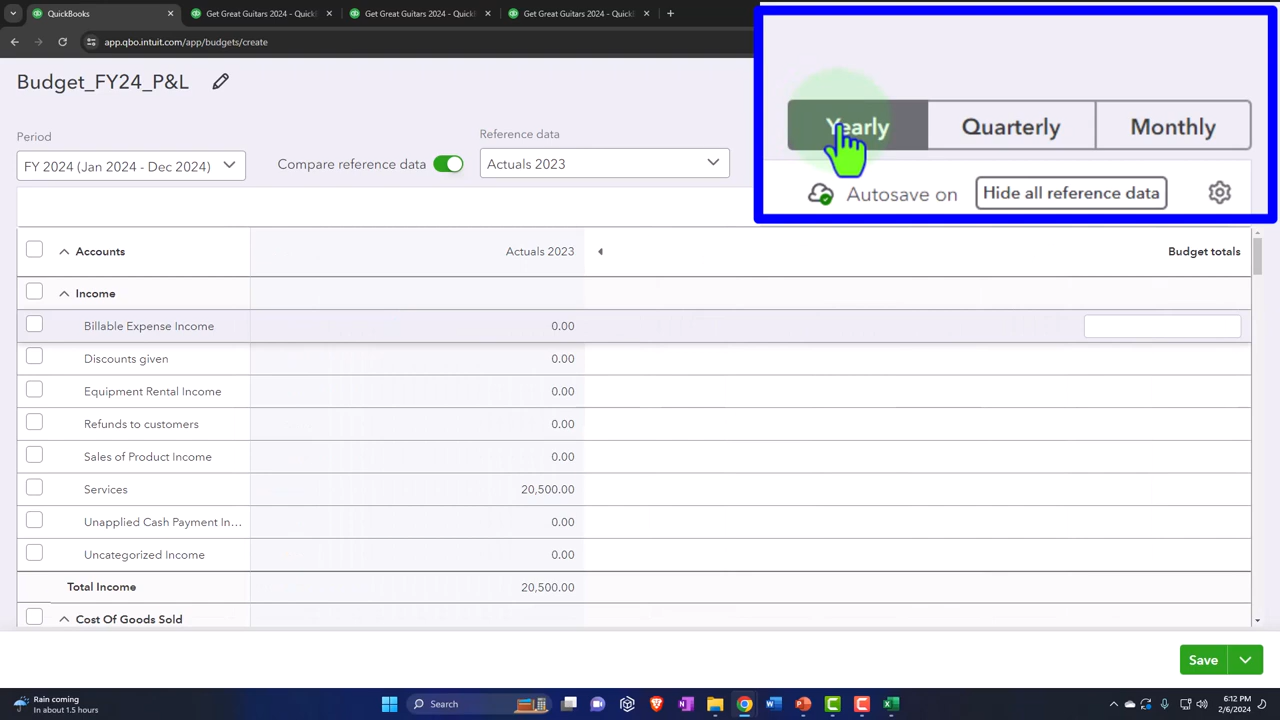 QuickBooks
Get Great Guitars 2024 - QuickB
Get Great Guitars 2024 - QuickB
Get Great Guitars 2024 - QuickB
app.qbo.intuit.com/app/budgets/create
Budget_FY24_P&L
Period
Reference data
FY 2024 (Jan 2024 - Dec 2024)
Compare reference data
Actuals 2023
Yearly
Quarterly
Monthly
Autosave on
Hide all reference data
Accounts
Actuals 2023
Budget totals
Income
Billable Expense Income
0.00
Discounts given
0.00
Equipment Rental Income
0.00
Refunds to customers
0.00
Sales of Product Income
0.00
Services
20,500.00
Unapplied Cash Payment In...
0.00
Uncategorized Income
0.00
Total Income
20,500.00
Cost Of Goods Sold
Save
Rain coming
In about 1.5 hours
Search
6:12 PM
2/6/2024